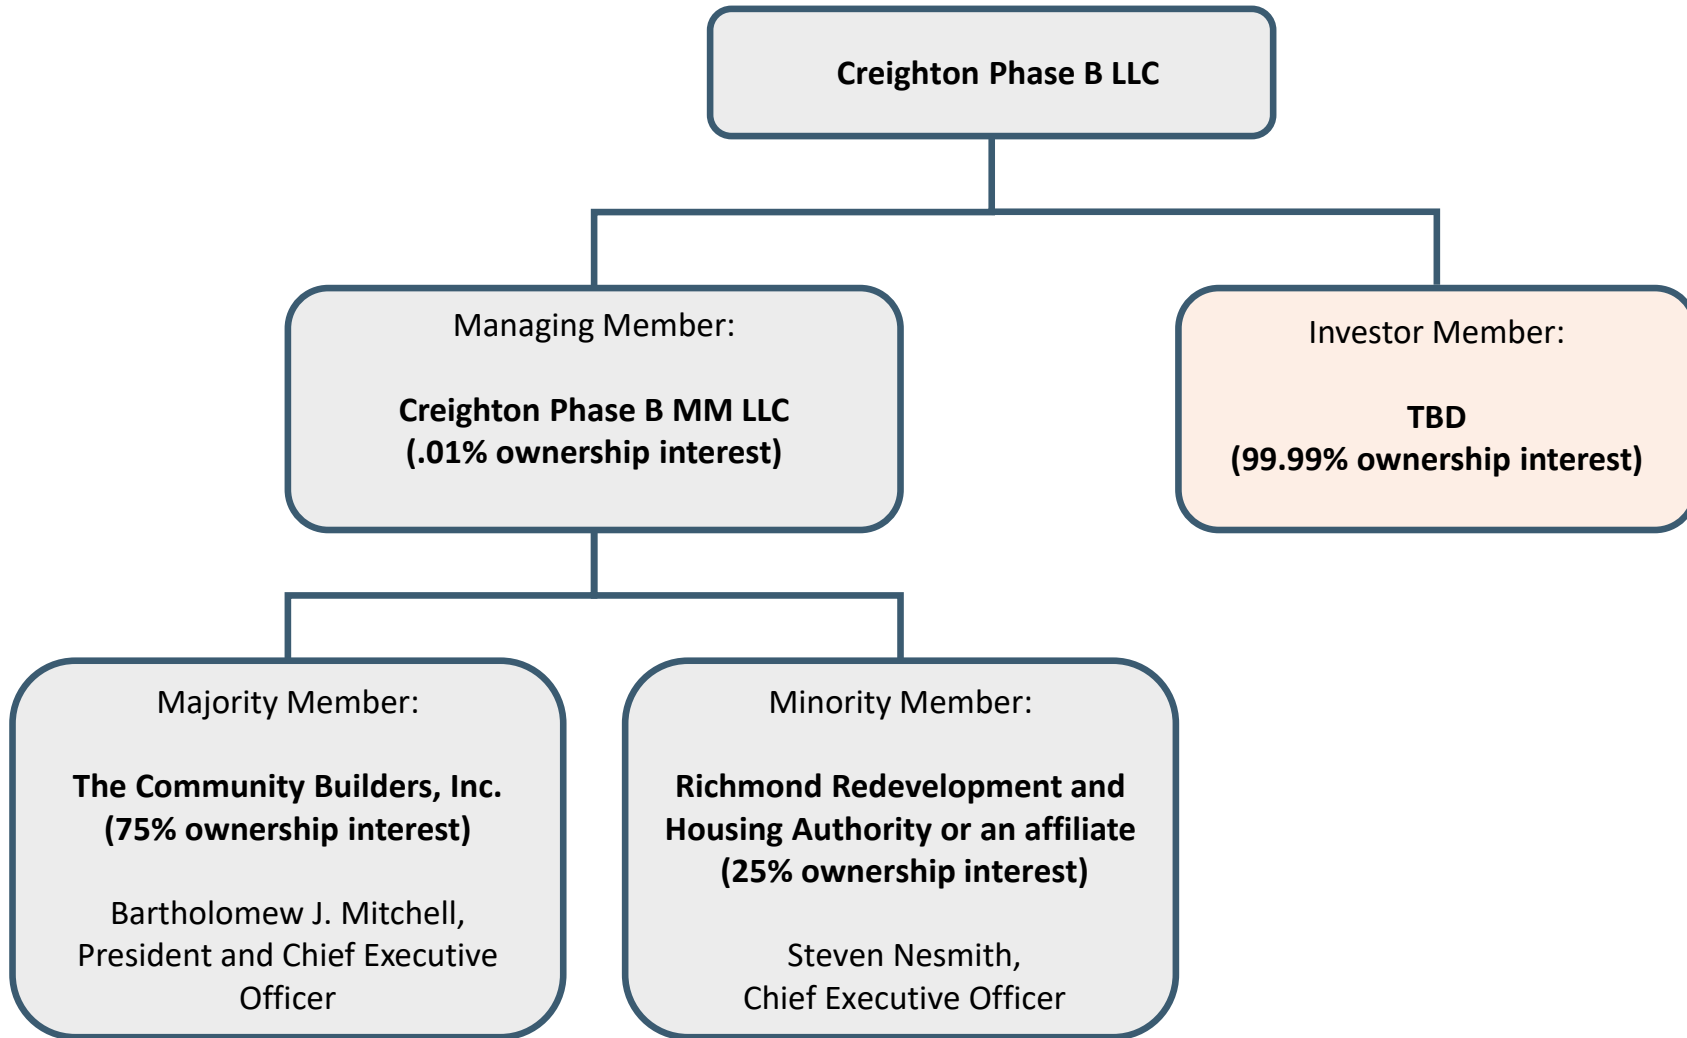 Creighton Phase B LLC
Managing Member:
Creighton Phase B MM LLC
(.01% ownership interest)
Investor Member:
TBD
(99.99% ownership interest)
Majority Member:
The Community Builders, Inc.
(75% ownership interest)
Bartholomew J. Mitchell,
President and Chief Executive
Officer
Minority Member:
Richmond Redevelopment and
Housing Authority or an affiliate
(25% ownership interest)
Steven Nesmith,
Chief Executive Officer